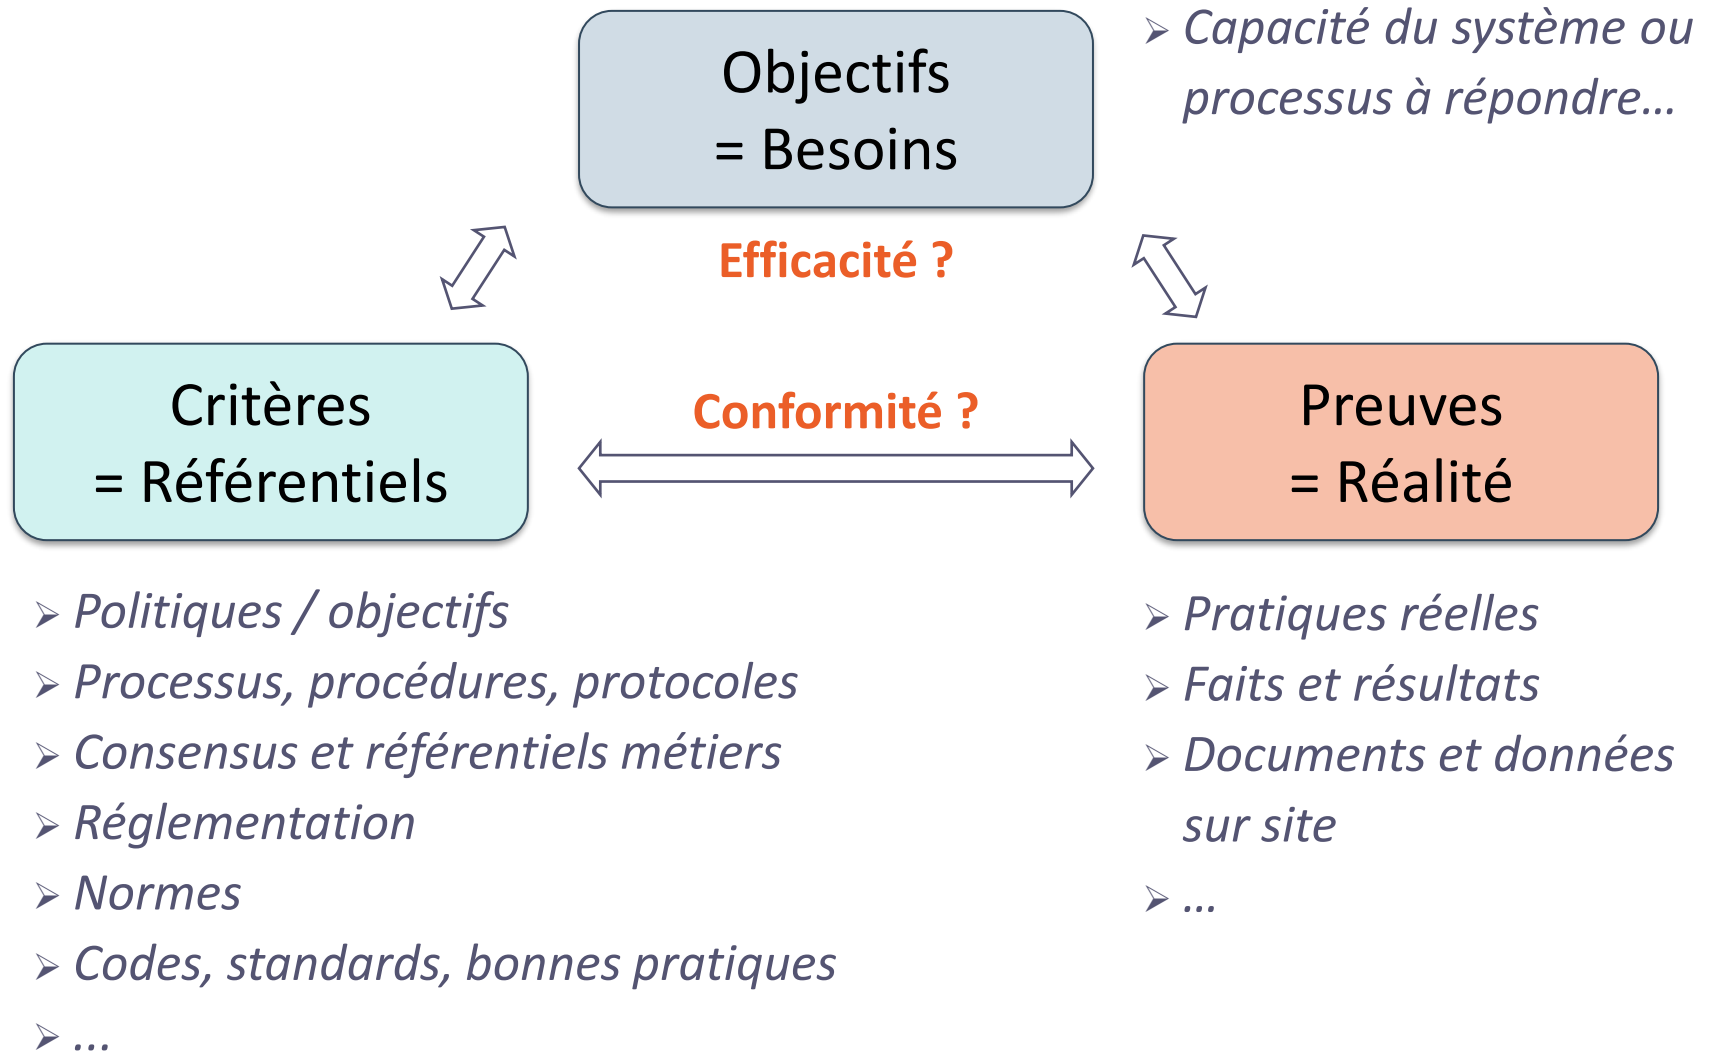 Objectifs
= Besoins
➢ Capacité du système ou
processus à répondre…
Efficacité ?
Critères
= Référentiels
Conformité ?
Preuves
= Réalité
➢ Politiques / objectifs
➢ Processus, procédures, protocoles
➢ Consensus et référentiels métiers
➢ Réglementation
➢ Normes
➢ Codes, standards, bonnes pratiques
➢ ...
➢ Pratiques réelles
➢ Faits et résultats
➢ Documents et données
sur site
➢ …